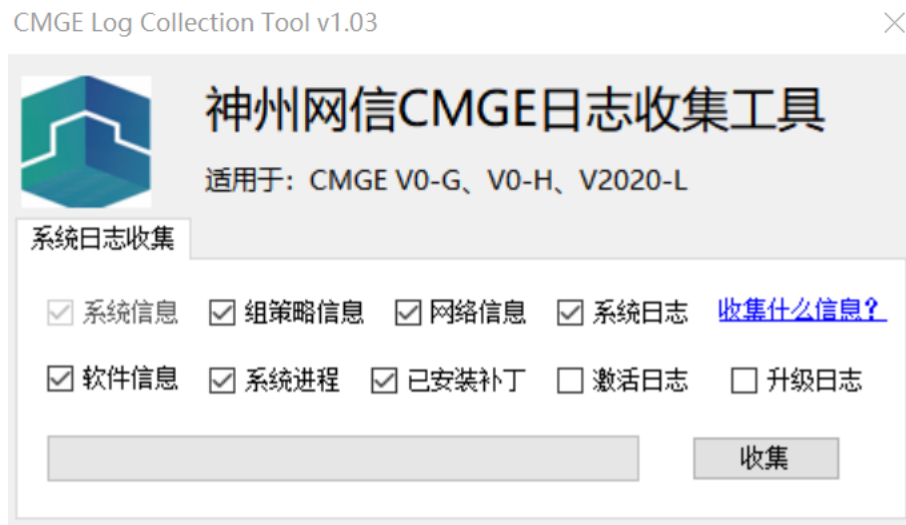 CMGE Log Collection Tool v1.03
神州网信CMGE日志收集工具
适用于：CMGE V0-G、V0-H、V2020-L
系统日志收集
系统信息 组策略信息 网络信息 系统日志 收集什么信息？
软件信息 系统进程 已安装补丁 激活日志 升级日志
收集